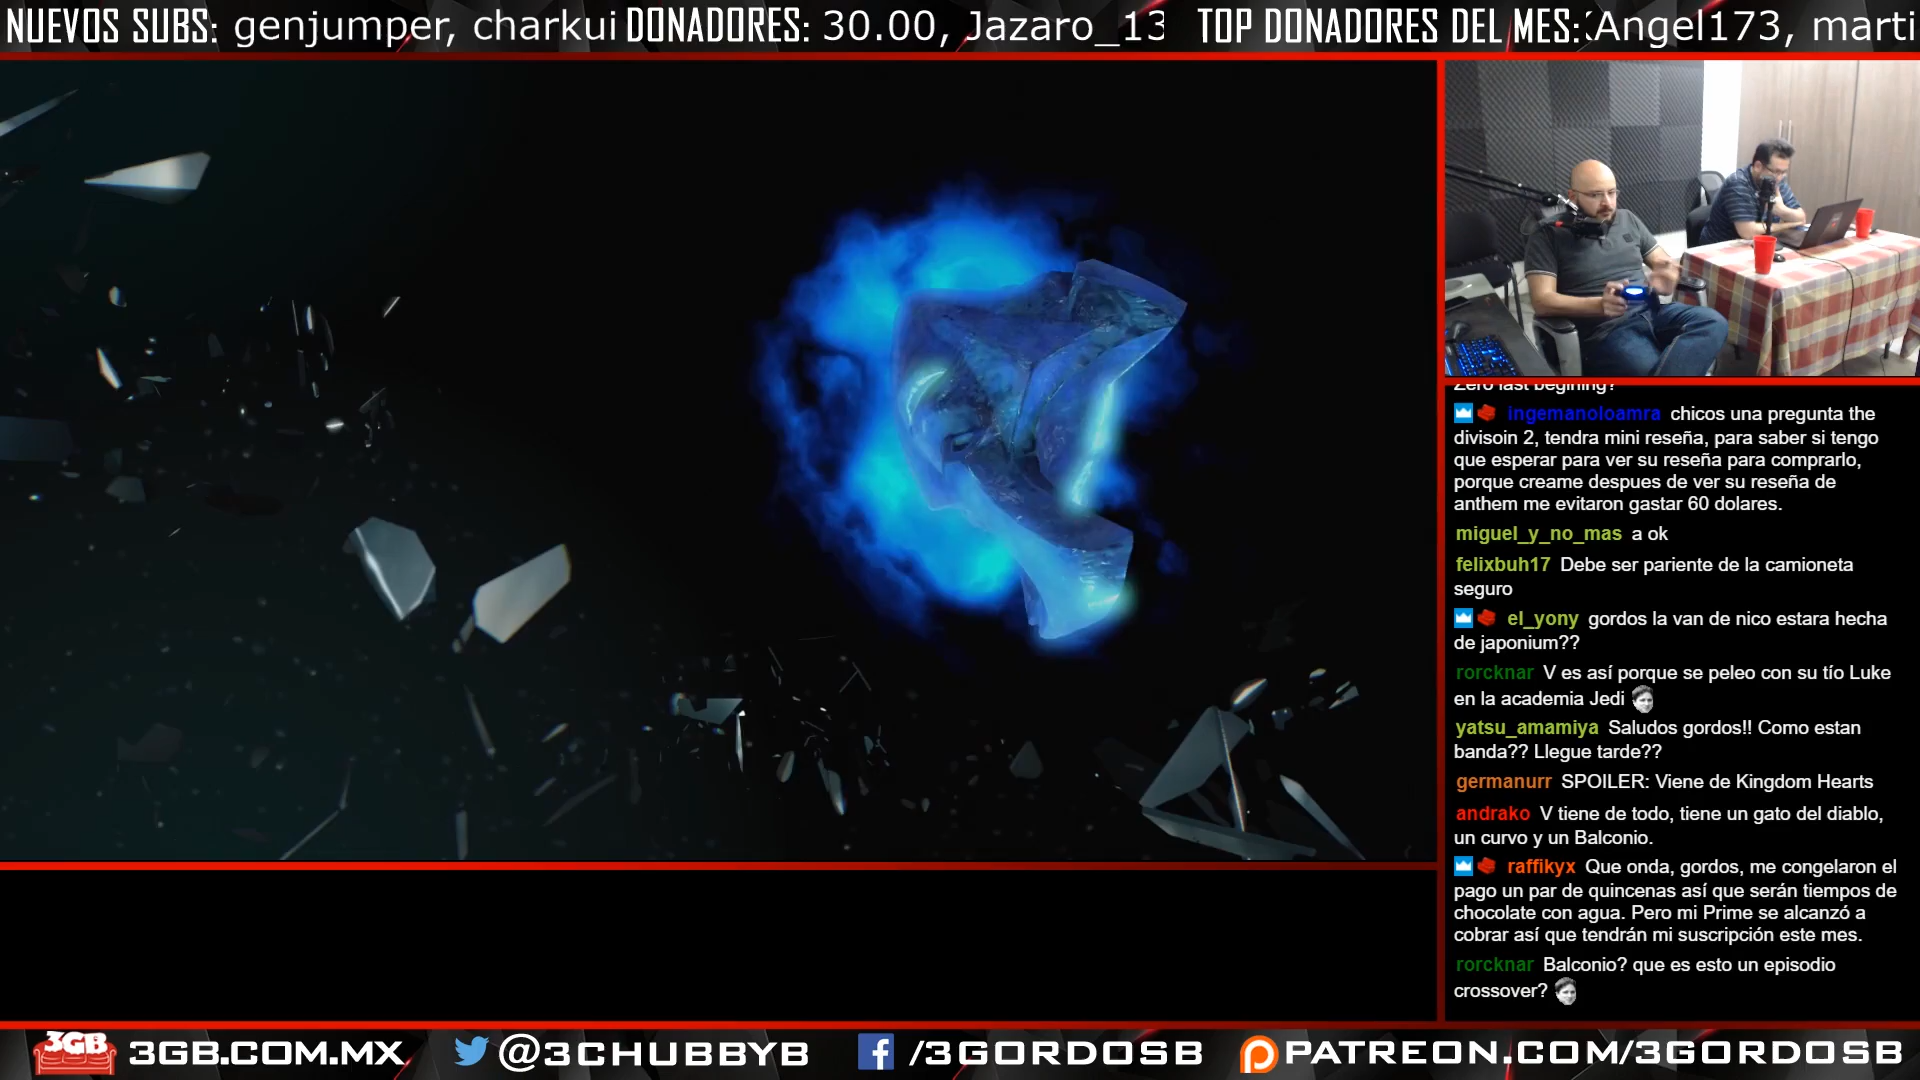 NUEVOS SUBS: genjumper, charkui DONADORES: 30.00, Jazaro_13 TOP DONADORES DEL MES: Angel173, marti
Zero last begining?
ingemanoloamra chicos una pregunta the
divisoin 2, tendra mini reseña, para saber si tengo
que esperar para ver su reseña para comprarlo,
porque creame despues de ver su reseña de
anthem me evitaron gastar 60 dolares.
miguel_y_no_mas a ok
felixbuh17 Debe ser pariente de la camioneta
seguro
el_yony gordos la van de nico estara hecha
de japonium??
rorcknar V es así porque se peleo con su tío Luke
en la academia Jedi
yatsu_amamiya Saludos gordos!! Como estan
banda?? Llegue tarde??
germanurr SPOILER: Viene de Kingdom Hearts
andrako V tiene de todo, tiene un gato del diablo,
un curvo y un Balconio.
raffikyx Que onda, gordos, me congelaron el
pago un par de quincenas así que serán tiempos de
chocolate con agua. Pero mi Prime se alcanzó a
cobrar así que tendrán mi suscripción este mes.
rorcknar Balconio? que es esto un episodio
crossover?
3GB 3GB.COM.MX @3CHUBBYB /3GORDOSB PATREON.COM/3GORDOSB